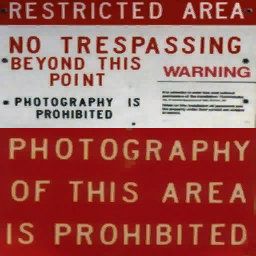 RESTRICTED AREA
NO TRESPASSING
BEYOND THIS
POINT
PHOTOGRAPHY IS
PROHIBITED
WARNING
PHOTOGRAPHY
OF THIS AREA
IS PROHIBITED